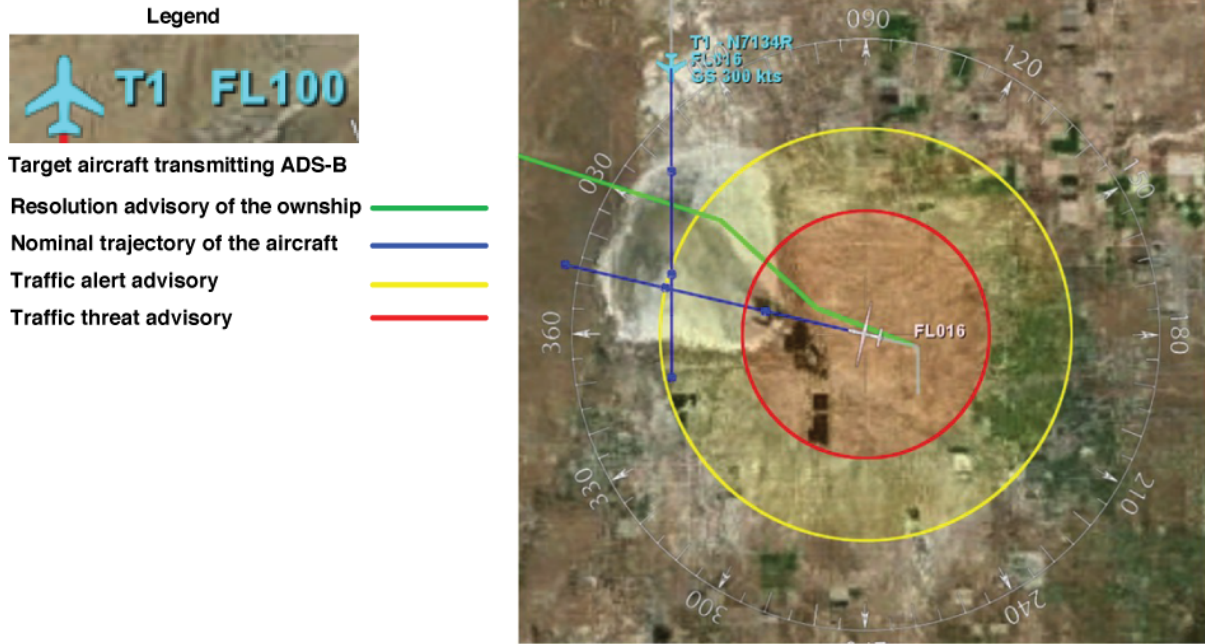 Legend
T1 FL100
Target aircraft transmitting ADS-B
Resolution advisory of the ownship
Nominal trajectory of the aircraft
Traffic alert advisory
Traffic threat advisory
090
T1 N7134R
FL016
GS 300 kts
120
030
150
360
FL016
180
330
210
300
240